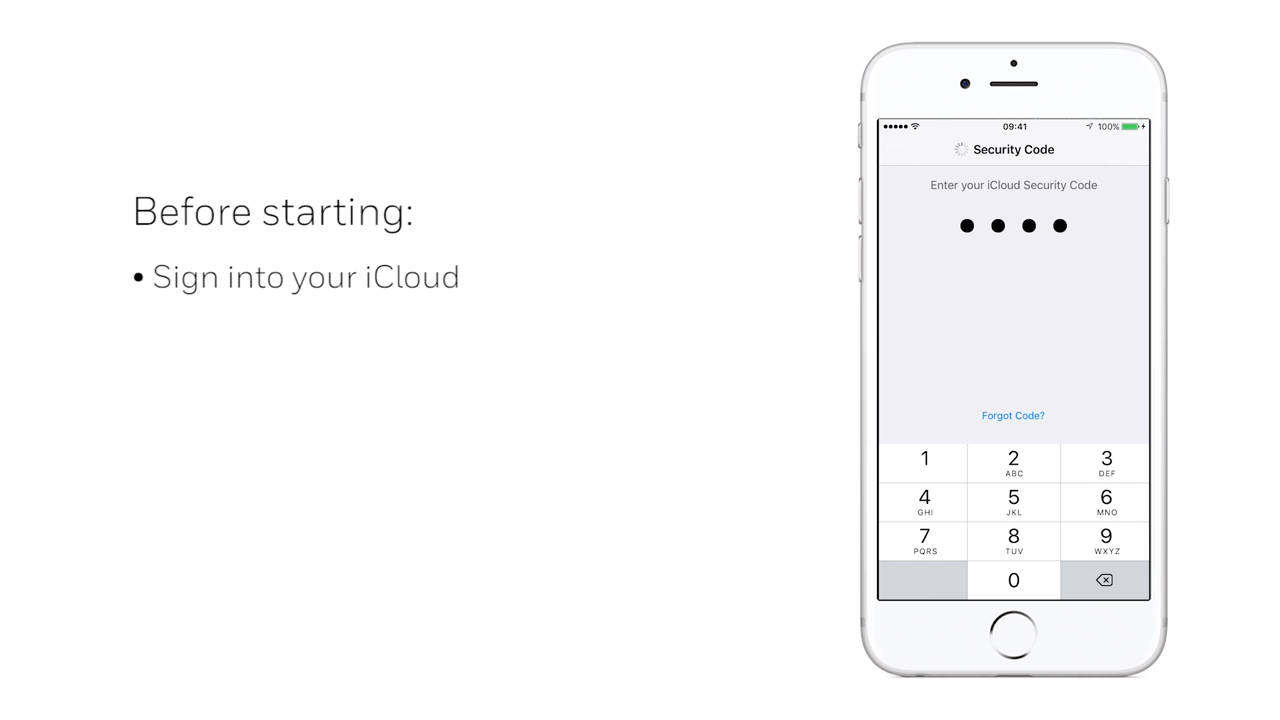 Before starting:
• Sign into your iCloud
09:41
100%
Security Code
Enter your iCloud Security Code
Forgot Code?
1
2
ABC
3
DEF
4
GHI
5
JKL
6
MNO
7
PQRS
8
TUV
9
WXYZ
0